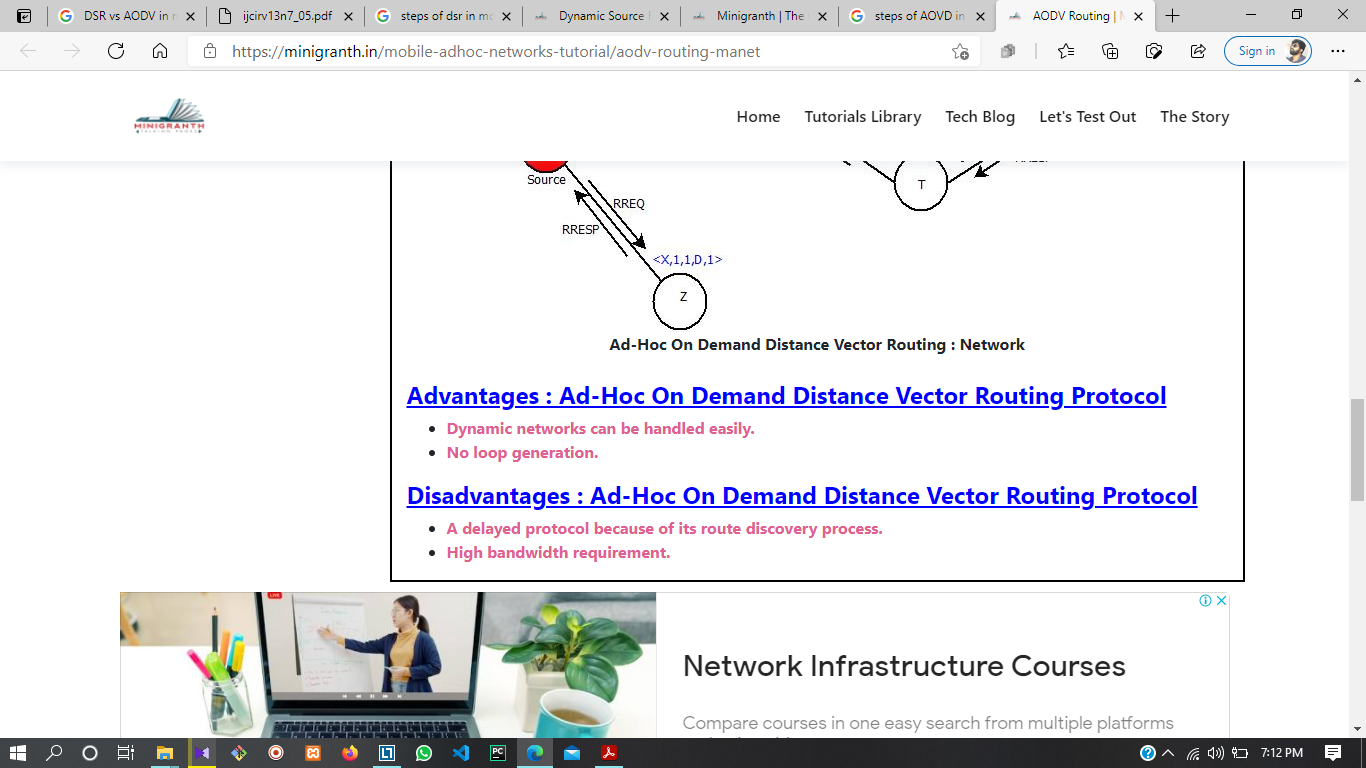 DSR vs AODV in m
ijcirv13n7_05.pdf
steps of dsr in mo
Dynamic Source
Minigranth | The
steps of AOVD in
AODV Routing | M
https://minigranth.in/mobile-adhoc-networks-tutorial/aodv-routing-manet
Sign in
MINIGRANTH
Home
Tutorials Library
Tech Blog
Let's Test Out
The Story
Source
T
RREQ
RRESP
<X,1,1,D,1>
Z
Ad-Hoc On Demand Distance Vector Routing : Network
Advantages : Ad-Hoc On Demand Distance Vector Routing Protocol
Dynamic networks can be handled easily.
No loop generation.
Disadvantages : Ad-Hoc On Demand Distance Vector Routing Protocol
A delayed protocol because of its route discovery process.
High bandwidth requirement.
LIVE
Network Infrastructure Courses
Compare courses in one easy search from multiple platforms
7:12 PM